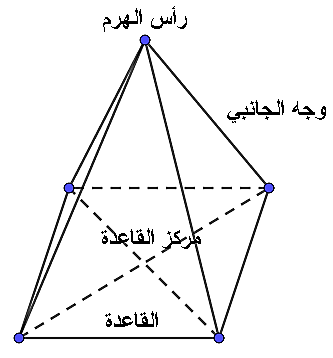 رأس الهرم
وجه الجانبي
مركز القاعدة
القاعدة